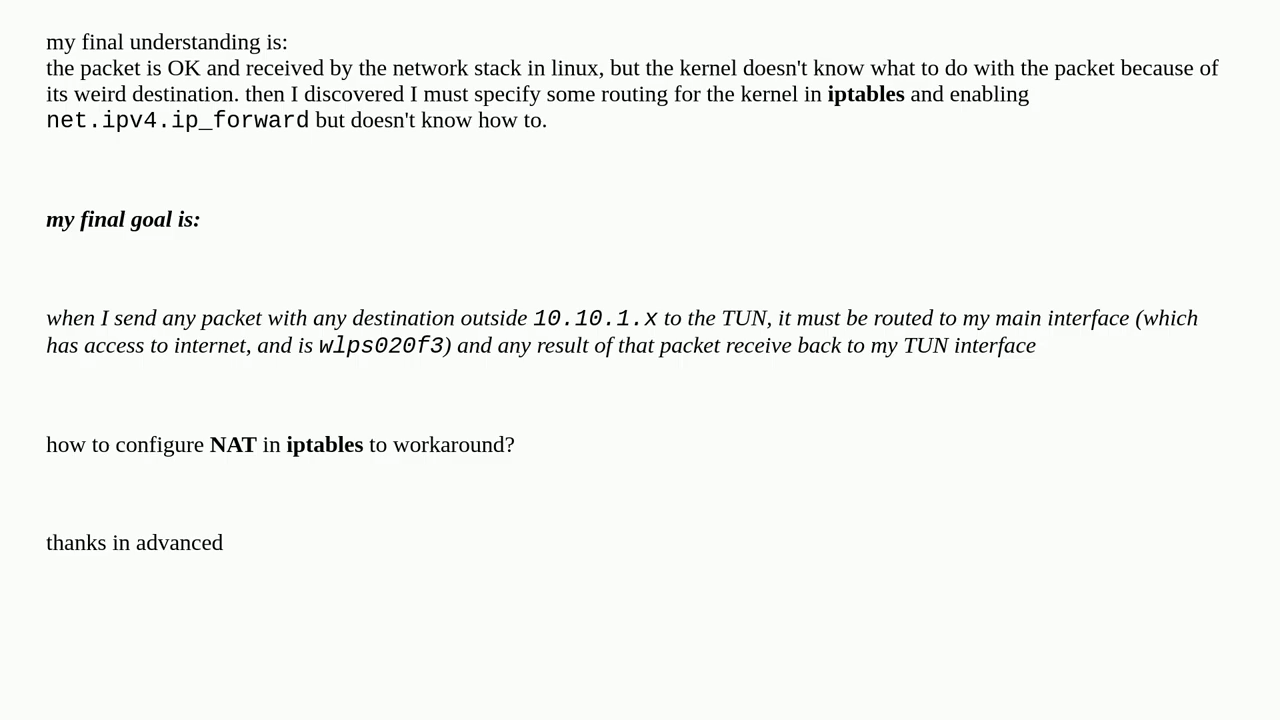 my final understanding is:
the packet is OK and received by the network stack in linux, but the kernel doesn't know what to do with the packet because of
its weird destination. then I discovered I must specify some routing for the kernel in iptables and enabling
net.ipv4.ip_forward but doesn't know how to.
my final goal is:
when I send any packet with any destination outside 10.10.1.x to the TUN, it must be routed to my main interface (which
has access to internet, and is wlps020f3) and any result of that packet receive back to my TUN interface
how to configure NAT in iptables to workaround?
thanks in advanced